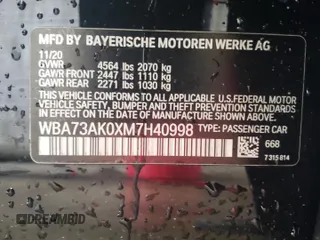 MFD BY BAYERISCHE MOTOREN WERKE AG
11/20
GVWR 4564 lbs 2070 kg
GAWR FRONT 2447 lbs 1110 kg
GAWR REAR 2271 lbs 1030 kg
THIS VEHICLE CONFORMS TO ALL APPLICABLE
U.S. FEDERAL MOTOR VEHICLE SAFETY, BUMPER,
AND THEFT PREVENTION STANDARDS IN EFFECT ON
THE DATE OF MANUFACTURE SHOWN ABOVE.
WBA73AK0XM7H40998 TYPE: PASSENGER CAR
668
7 315 814
DREAMBID